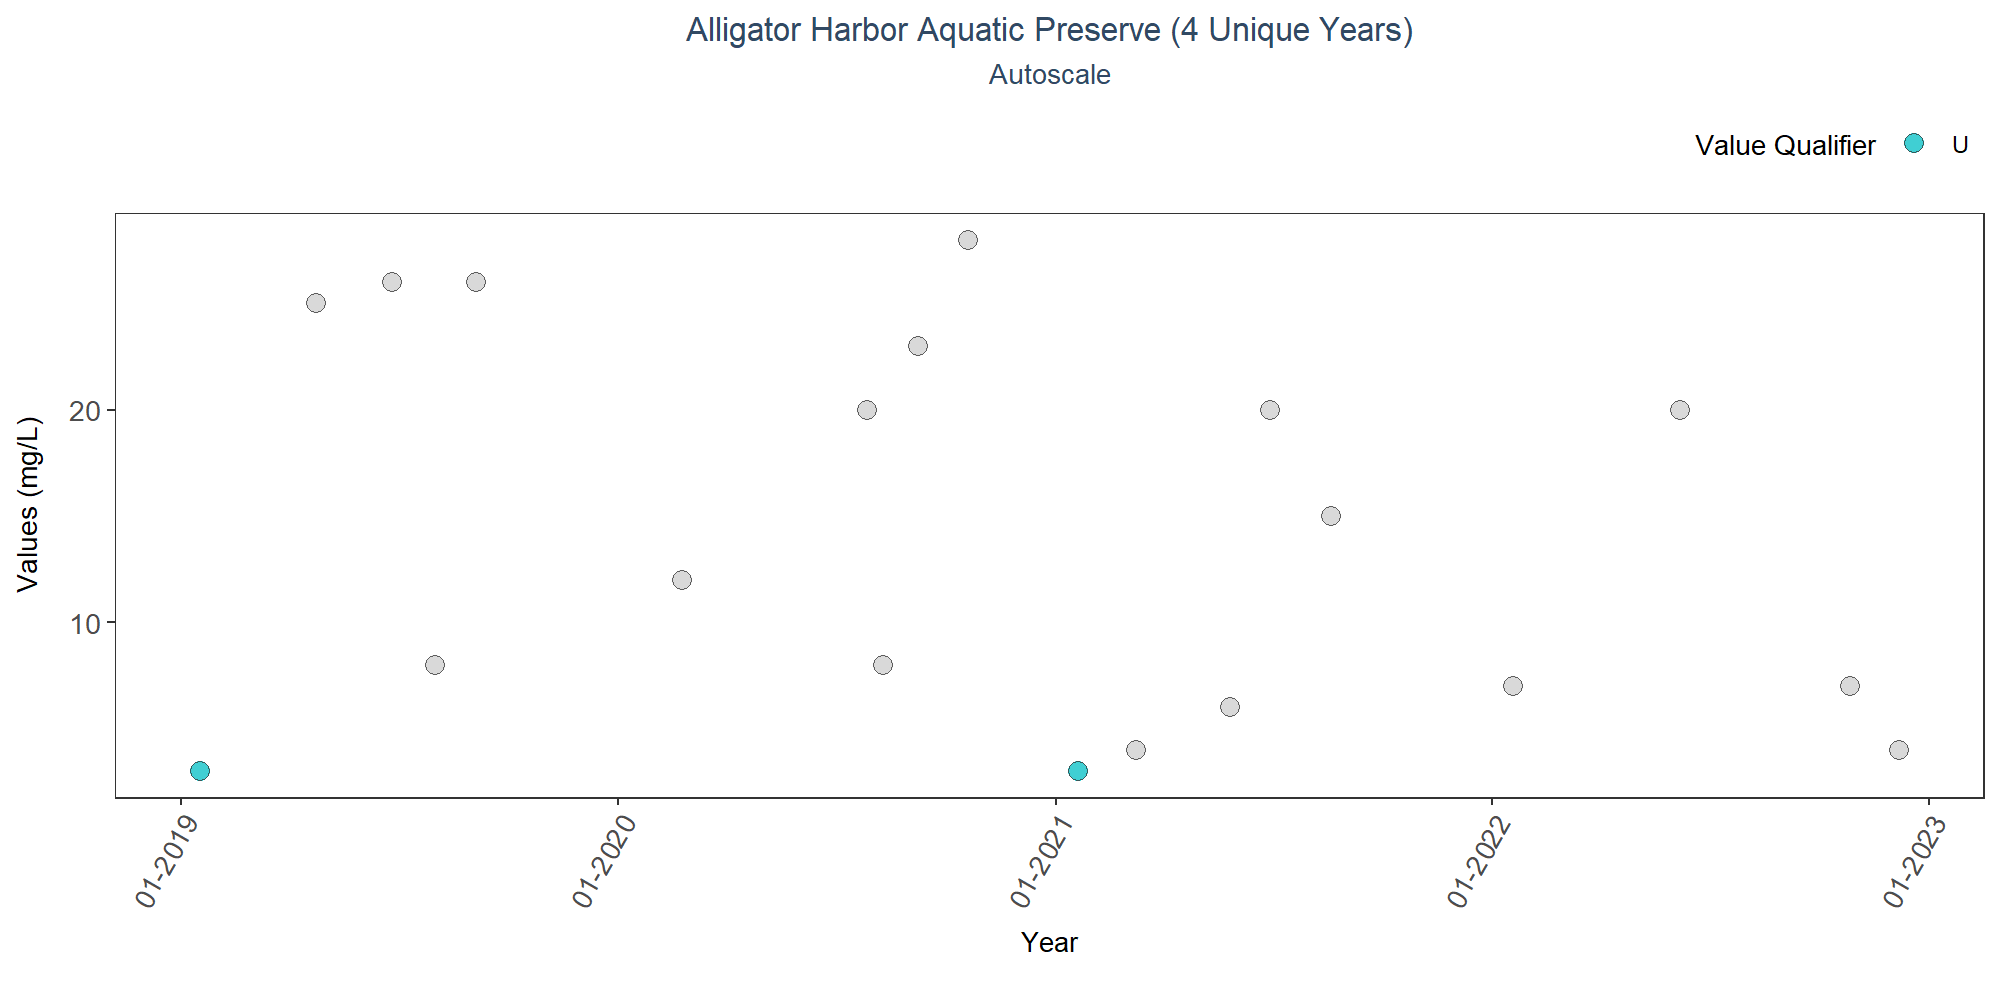 Alligator Harbor Aquatic Preserve (4 Unique Years)
Autoscale
Value Qualifier U
Values (mg/L)
20
10
01-2019 01-2020 01-2021 01-2022 01-2023
Year